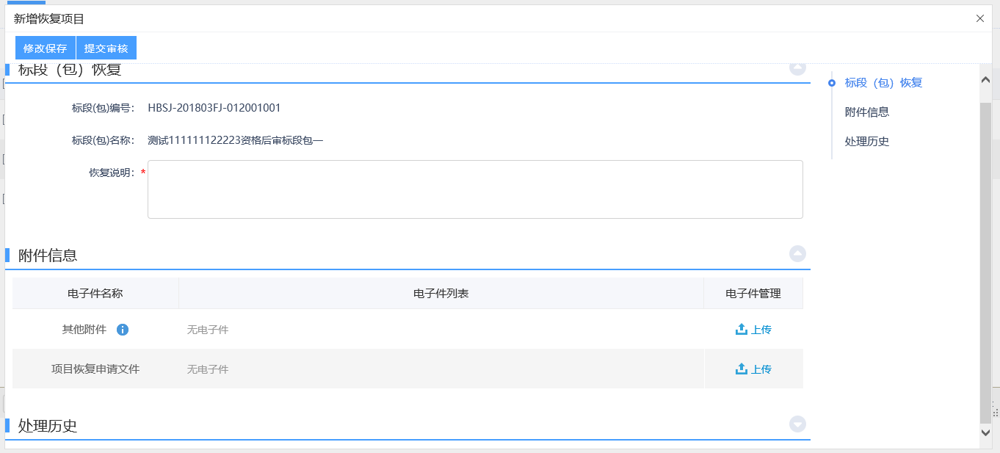 新增恢复项目
修改保存 提交审核
标段（包）恢复
标段(包)编号： HBSJ-201803FJ-012001001
标段(包)名称： 测试111111122223资格后审标段包一
恢复说明： *
附件信息
电子件名称 电子件列表 电子件管理
其他附件 无电子件 上传
项目恢复申请文件 无电子件 上传
处理历史
标段（包）恢复
附件信息
处理历史